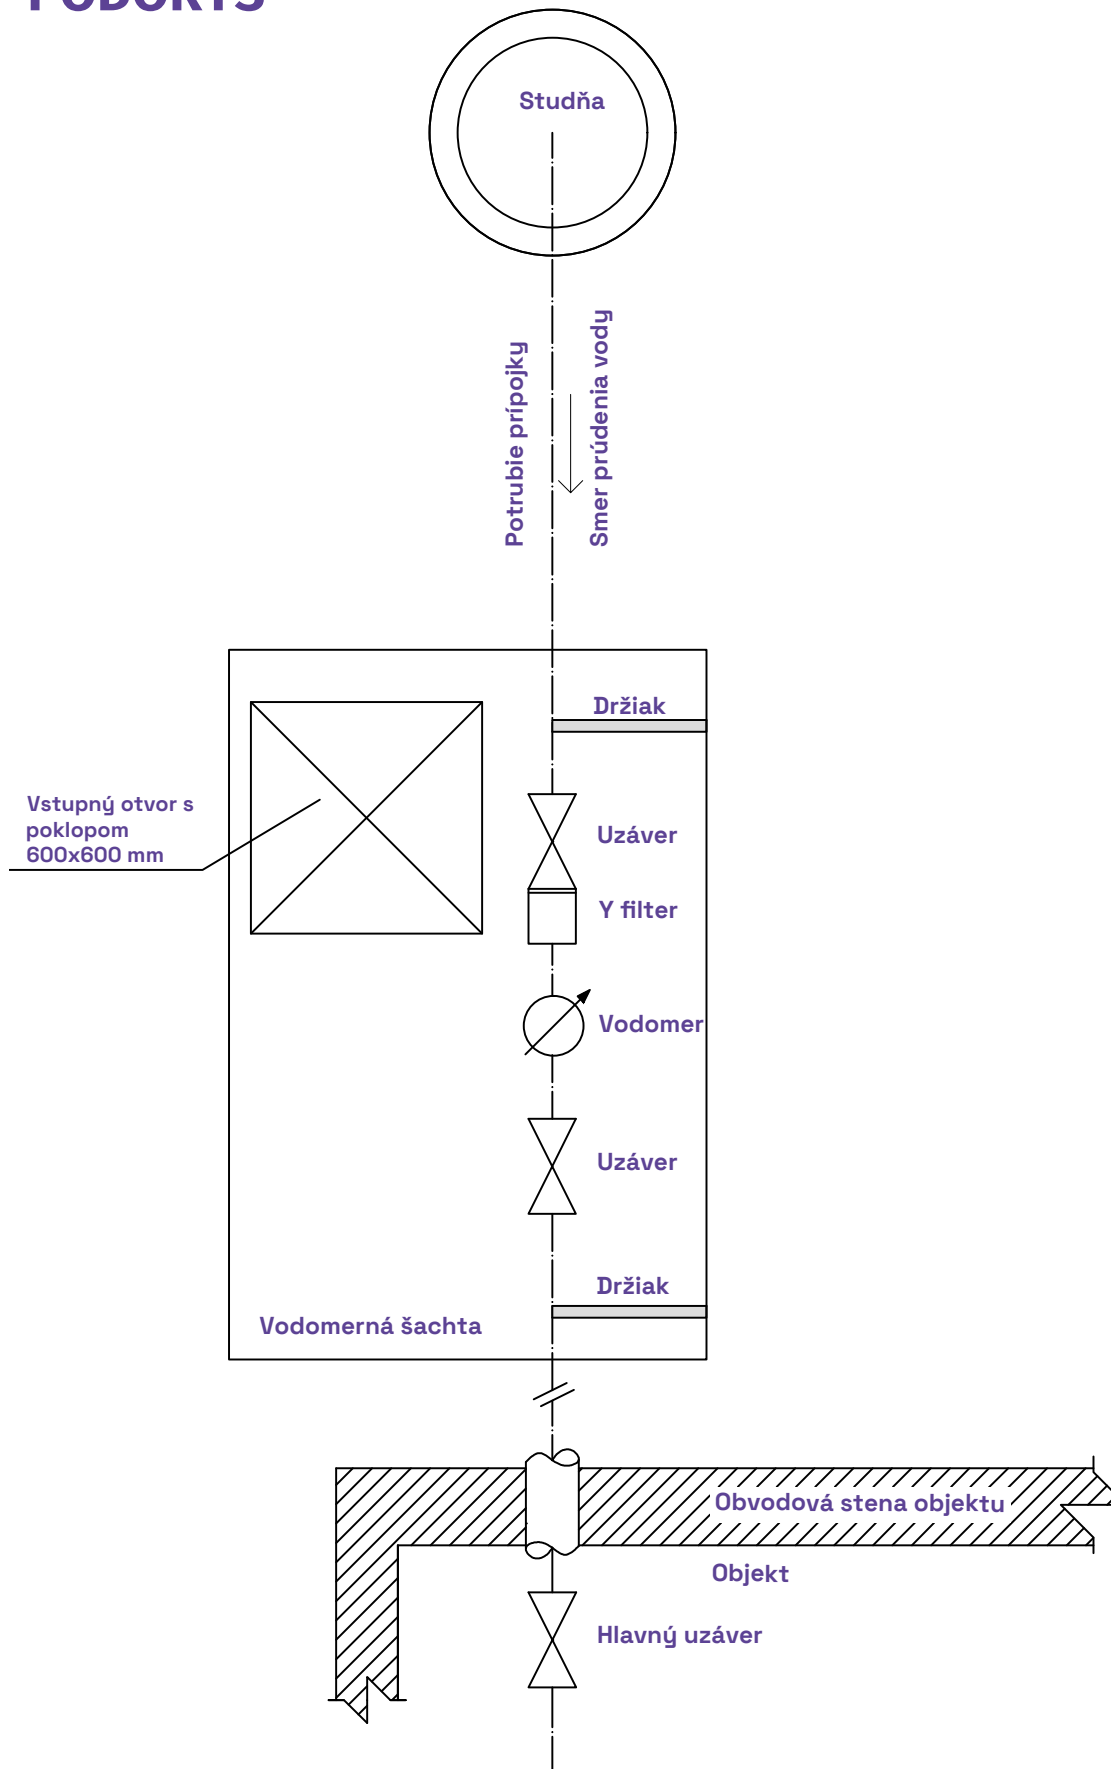 PÔDORYS
Studňa
Potrubie prípojky
Smer prúdenia vody
Držiak
Vstupný otvor s
poklopom
600x600 mm
Uzáver
Y filter
Vodomer
Uzáver
Držiak
Vodomerná šachta
Obvodová stena objektu
Objekt
Hlavný uzáver